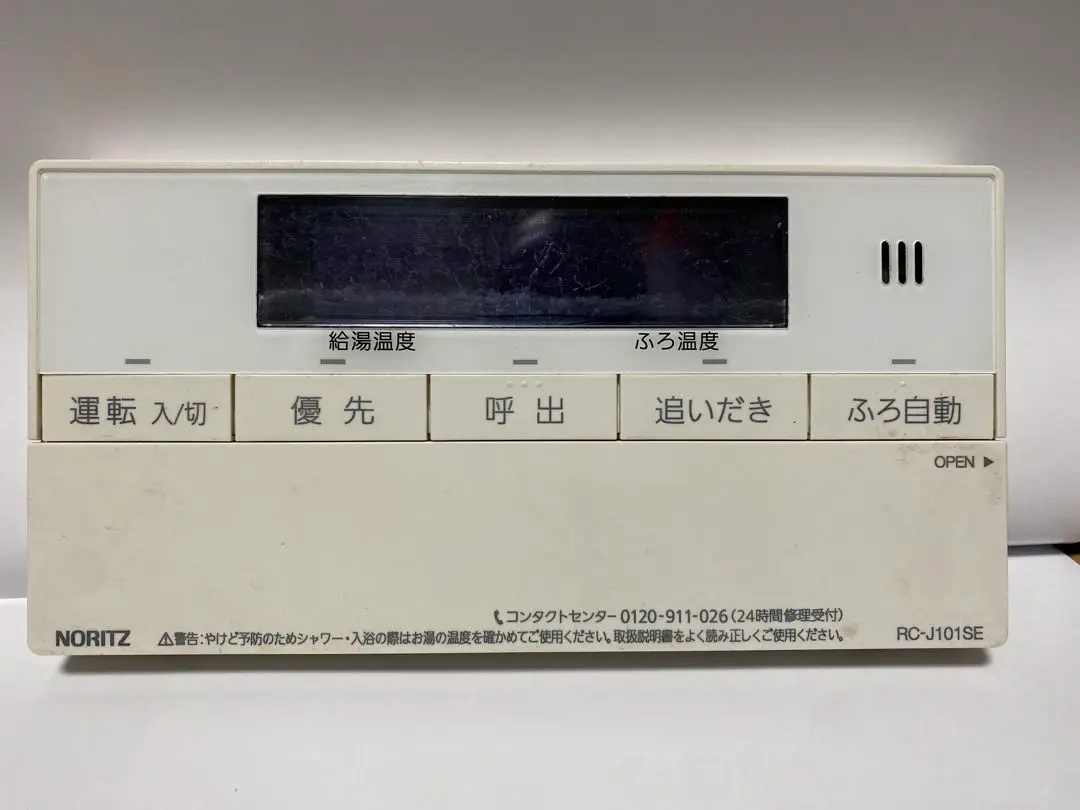 給湯温度 ふろ温度
運転 入/切 優先 呼出 追いだき ふろ自動
OPEN ▶
コンタクトセンター 0120-911-026(24時間修理受付)
NORITZ ⚠警告:やけど予防のためシャワー・入浴の際はお湯の温度を確かめてご使用ください。取扱説明書をよく読み正しくご使用ください。 RC-J101SE